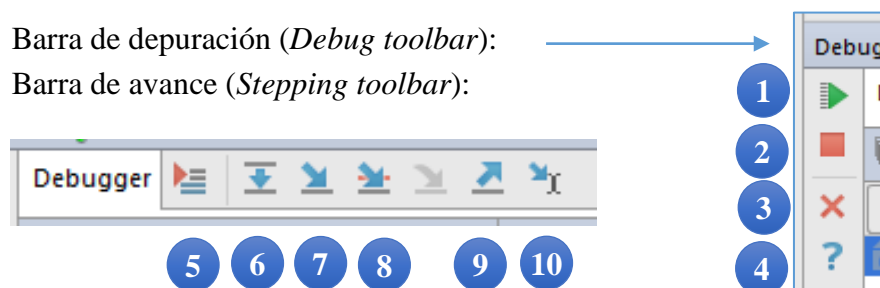 Barra de depuración (Debug toolbar):
Barra de avance (Stepping toolbar):
Debugger
5 6 7 8 9 10
Debug
1
2
3
4